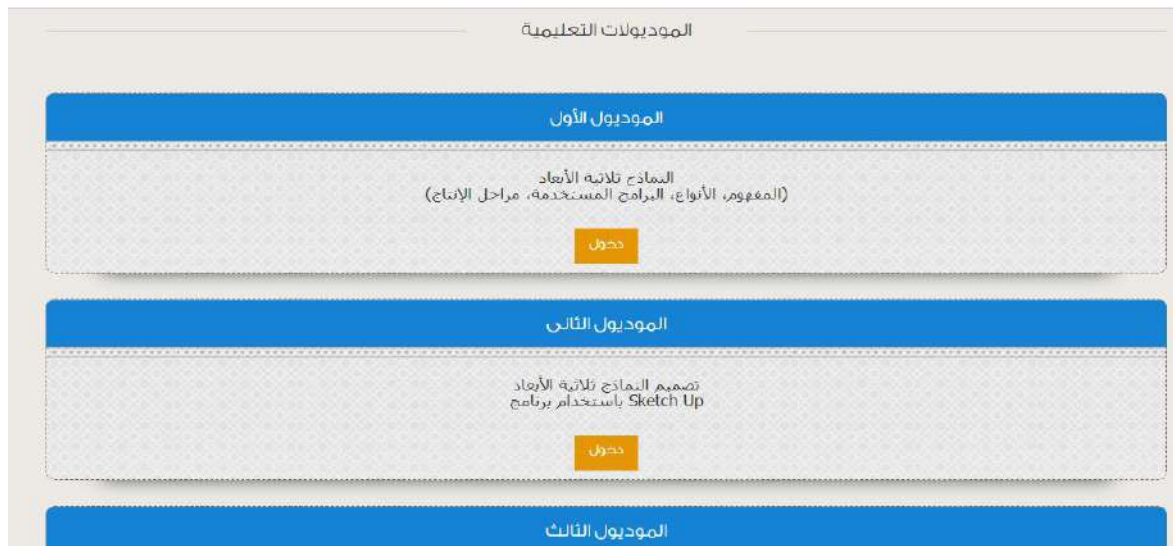 الموديولات التعليمية
الموديول الأول
النماذج ثلاثية الأبعاد
(المفهوم، الأنواع، البرامج المستخدمة، مراحل الإنتاج)
دخول
الموديول الثانى
تصميم النماذج ثلاثية الأبعاد
Sketch Up باستخدام برنامج
دخول
الموديول الثالث